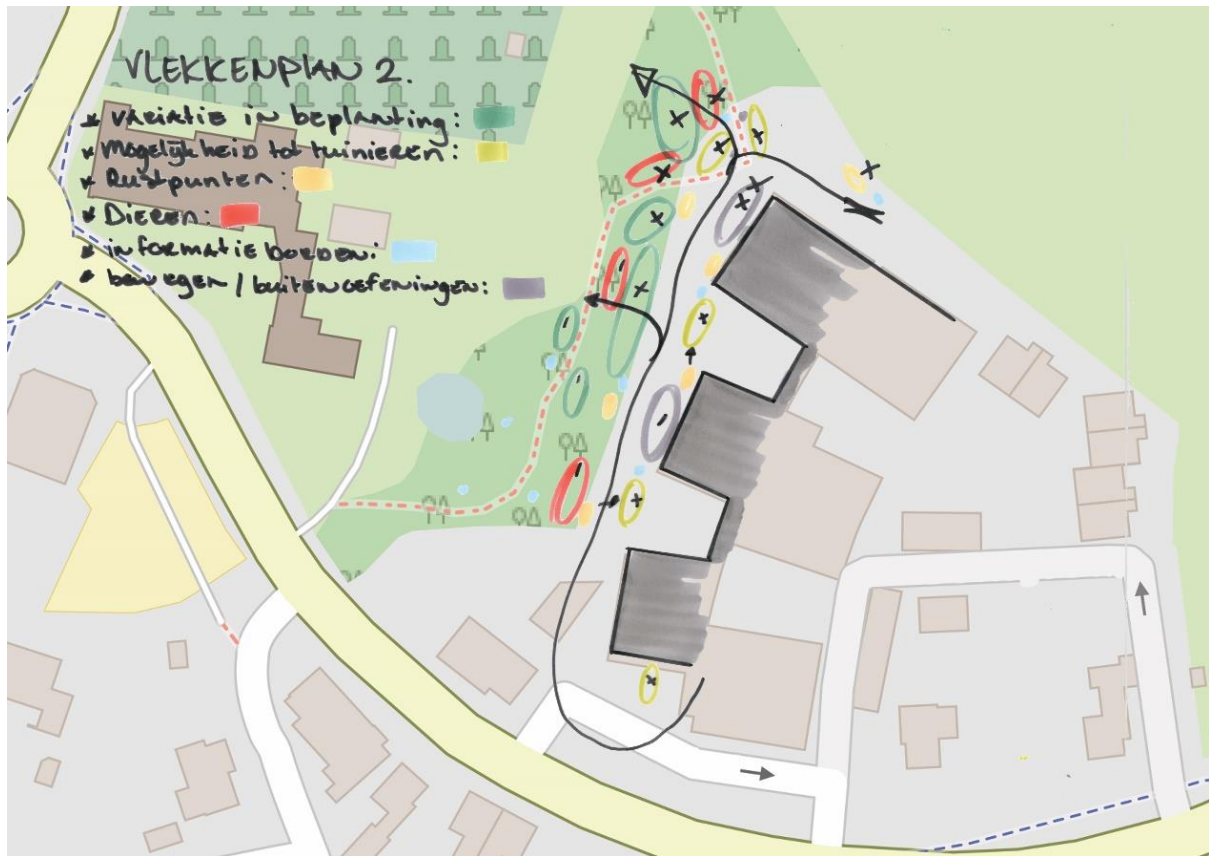 VLEKKENPLAN 2.
* variatie in beplanting:
* Mogelijkheid tot tuinieren:
* Rustpunten:
* Dieren:
* informatie borden:
* bewegen / buitenoefeningen: